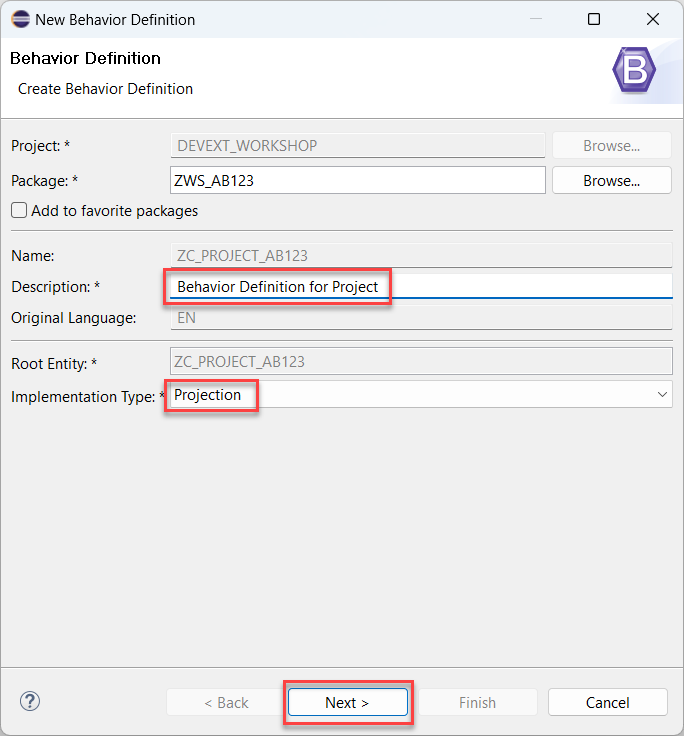 New Behavior Definition
Behavior Definition
Create Behavior Definition
B
Project: * DEVEXT_WORKSHOP Browse...
Package: * ZWS_AB123 Browse...
Add to favorite packages
Name: ZC_PROJECT_AB123
Description: * Behavior Definition for Project
Original Language: EN
Root Entity: * ZC_PROJECT_AB123
Implementation Type: * Projection
? < Back Next > Finish Cancel